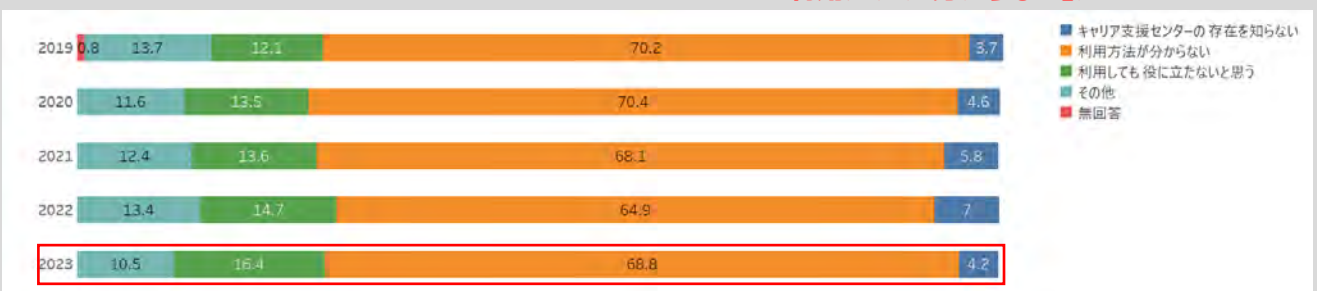 2019 0.8 13.7 12.1 70.2 3.7
2020 11.6 13.5 70.4 4.6
2021 12.4 13.6 68.1 5.8
2022 13.4 14.7 64.9 7
2023 10.5 16.4 68.8 4.2
キャリア支援センターの存在を知らない
利用方法が分からない
利用しても役に立たないと思う
その他
無回答